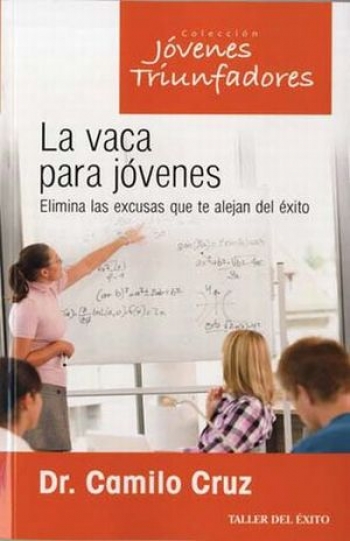 Colección
Jóvenes
Triunfadores
La vaca
para jóvenes
Elimina las excusas que te alejan del éxito
Dr. Camilo Cruz
TALLER DEL ÉXITO